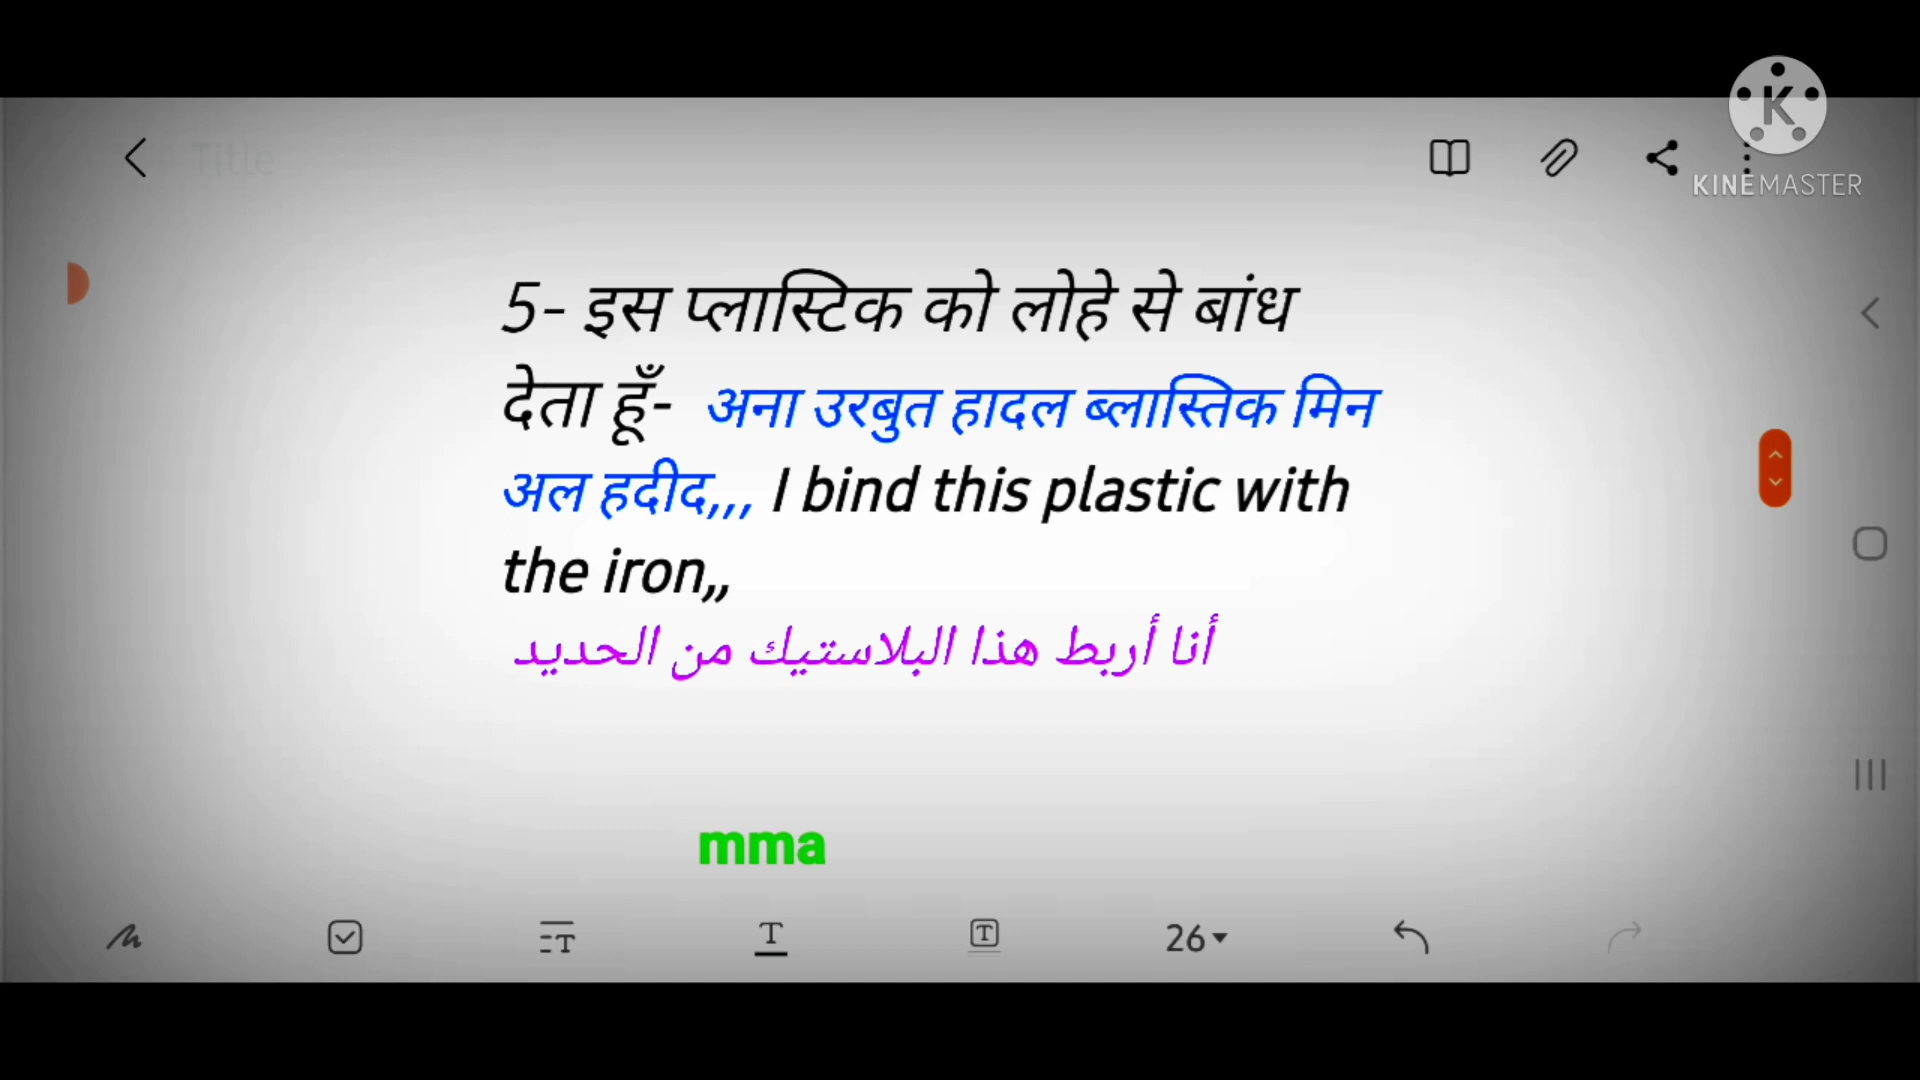 Title
KINEMASTER
5- इस प्लास्टिक को लोहे से बांध
देता हूँ- अना उरबुत हादल ब्लास्तिक मिन
अल हदीद,,, I bind this plastic with
the iron,,
أنا أربط هذا البلاستيك من الحديد
mma
26